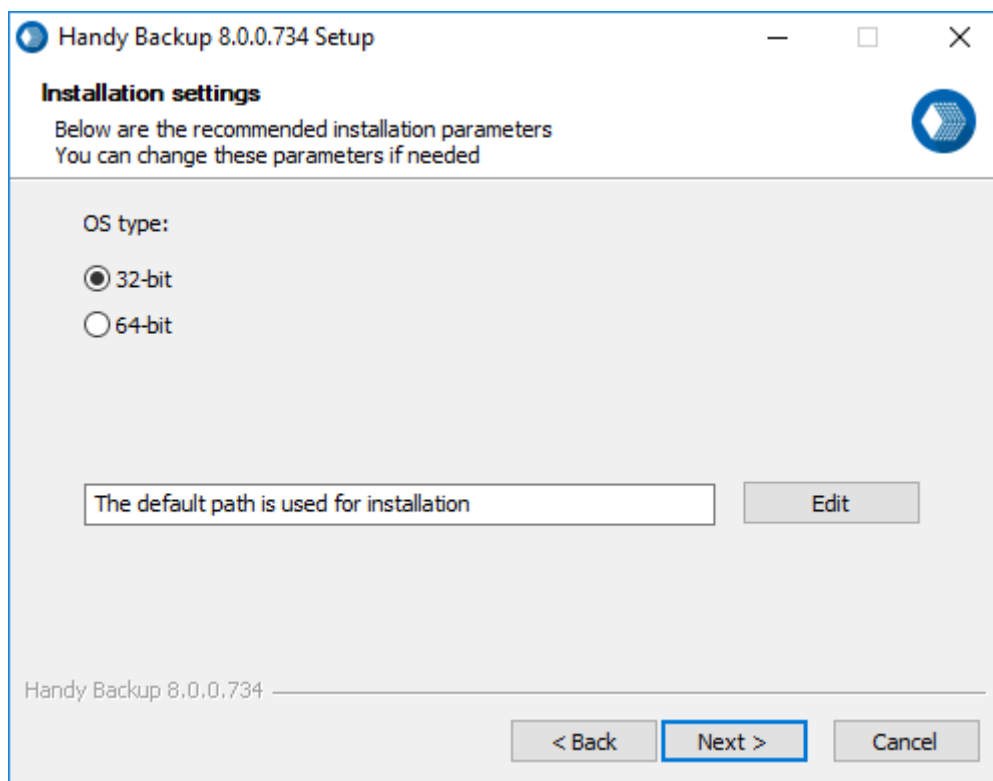 Handy Backup 8.0.0.734 Setup
Installation settings
Below are the recommended installation parameters
You can change these parameters if needed
OS type:
32-bit
64-bit
The default path is used for installation
Edit
Handy Backup 8.0.0.734
< Back
Next >
Cancel